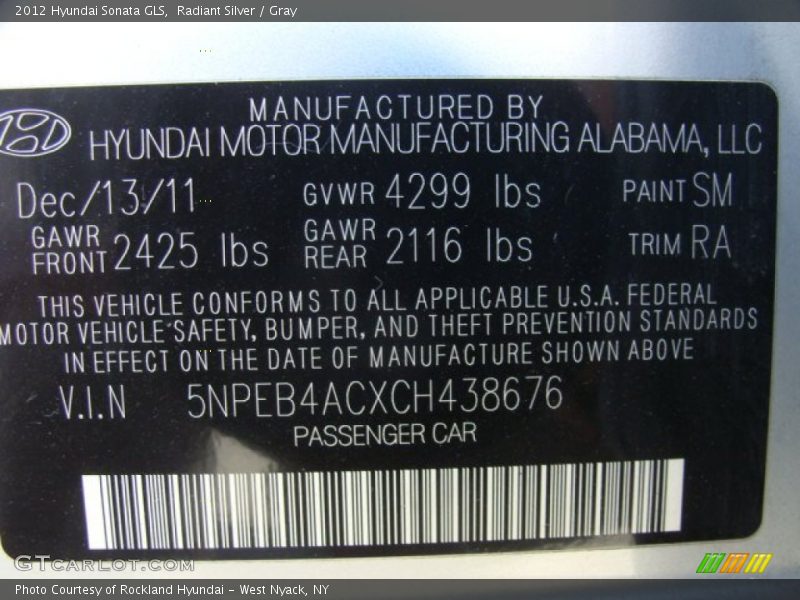 2012 Hyundai Sonata GLS,  Radiant Silver / Gray
MANUFACTURED BY
HYUNDAI MOTOR MANUFACTURING ALABAMA, LLC
Dec/13/11 GVWR 4299 lbs PAINT SM
GAWR FRONT 2425 lbs GAWR REAR 2116 lbs TRIM RA
THIS VEHICLE CONFORMS TO ALL APPLICABLE U.S.A. FEDERAL
MOTOR VEHICLE SAFETY, BUMPER, AND THEFT PREVENTION STANDARDS
IN EFFECT ON THE DATE OF MANUFACTURE SHOWN ABOVE
V.I.N 5NPEB4ACXCH438676
PASSENGER CAR
GTCARLOT.COM
Photo Courtesy of Rockland Hyundai - West Nyack, NY